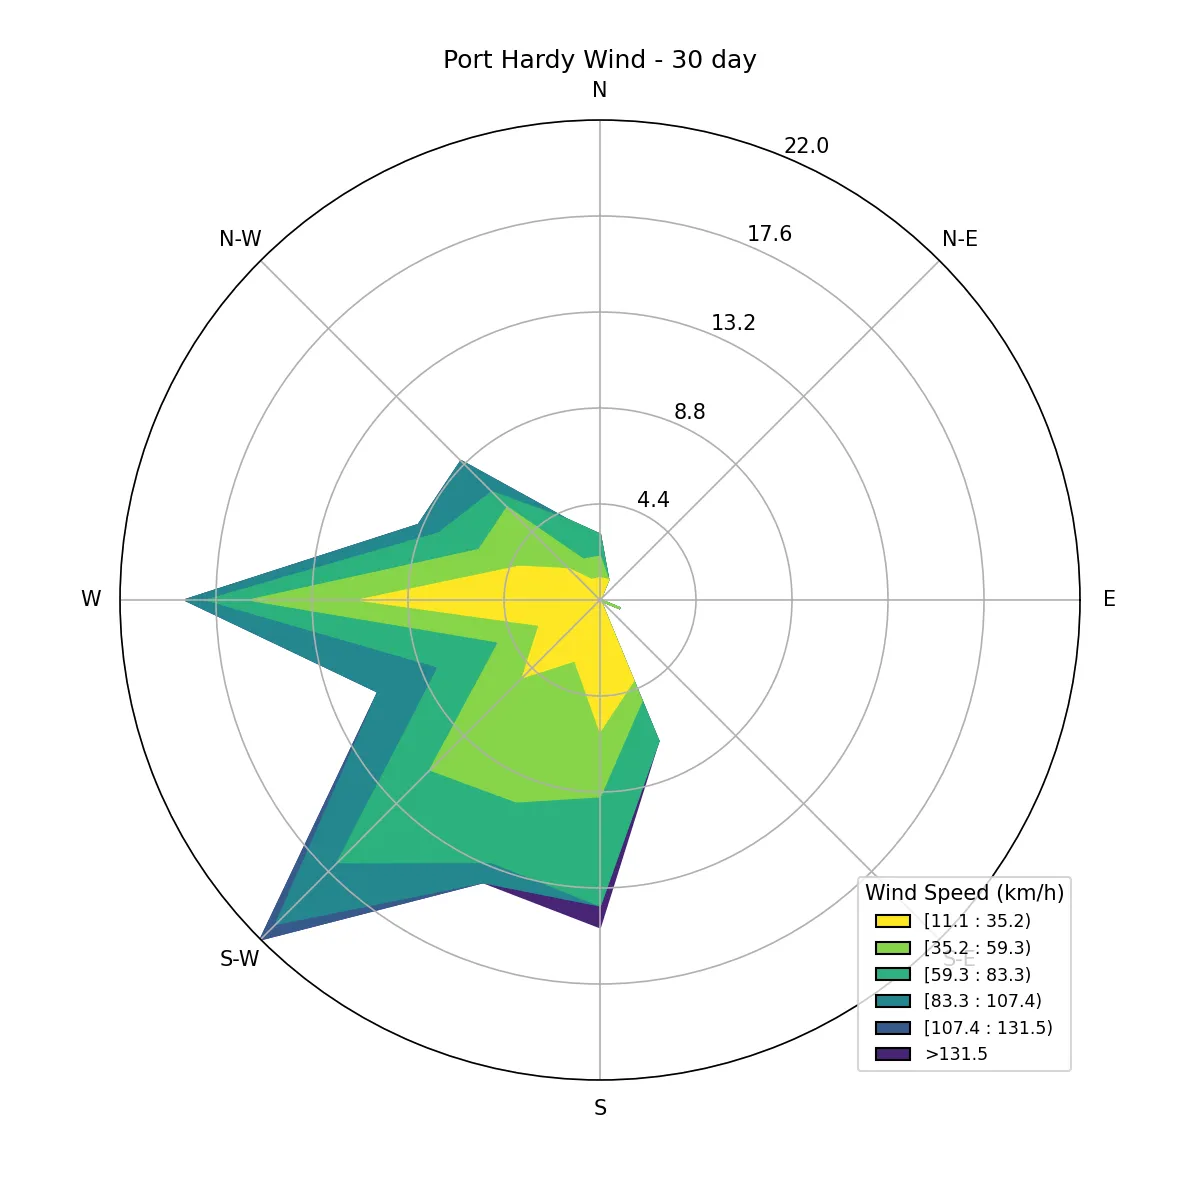 Port Hardy Wind - 30 day
N
22.0
17.6
N-W
N-E
13.2
8.8
4.4
W
E
Wind Speed (km/h)
[11.1 : 35.2)
[35.2 : 59.3)
S-W
S-E
[59.3 : 83.3)
[83.3 : 107.4)
[107.4 : 131.5)
>131.5
S